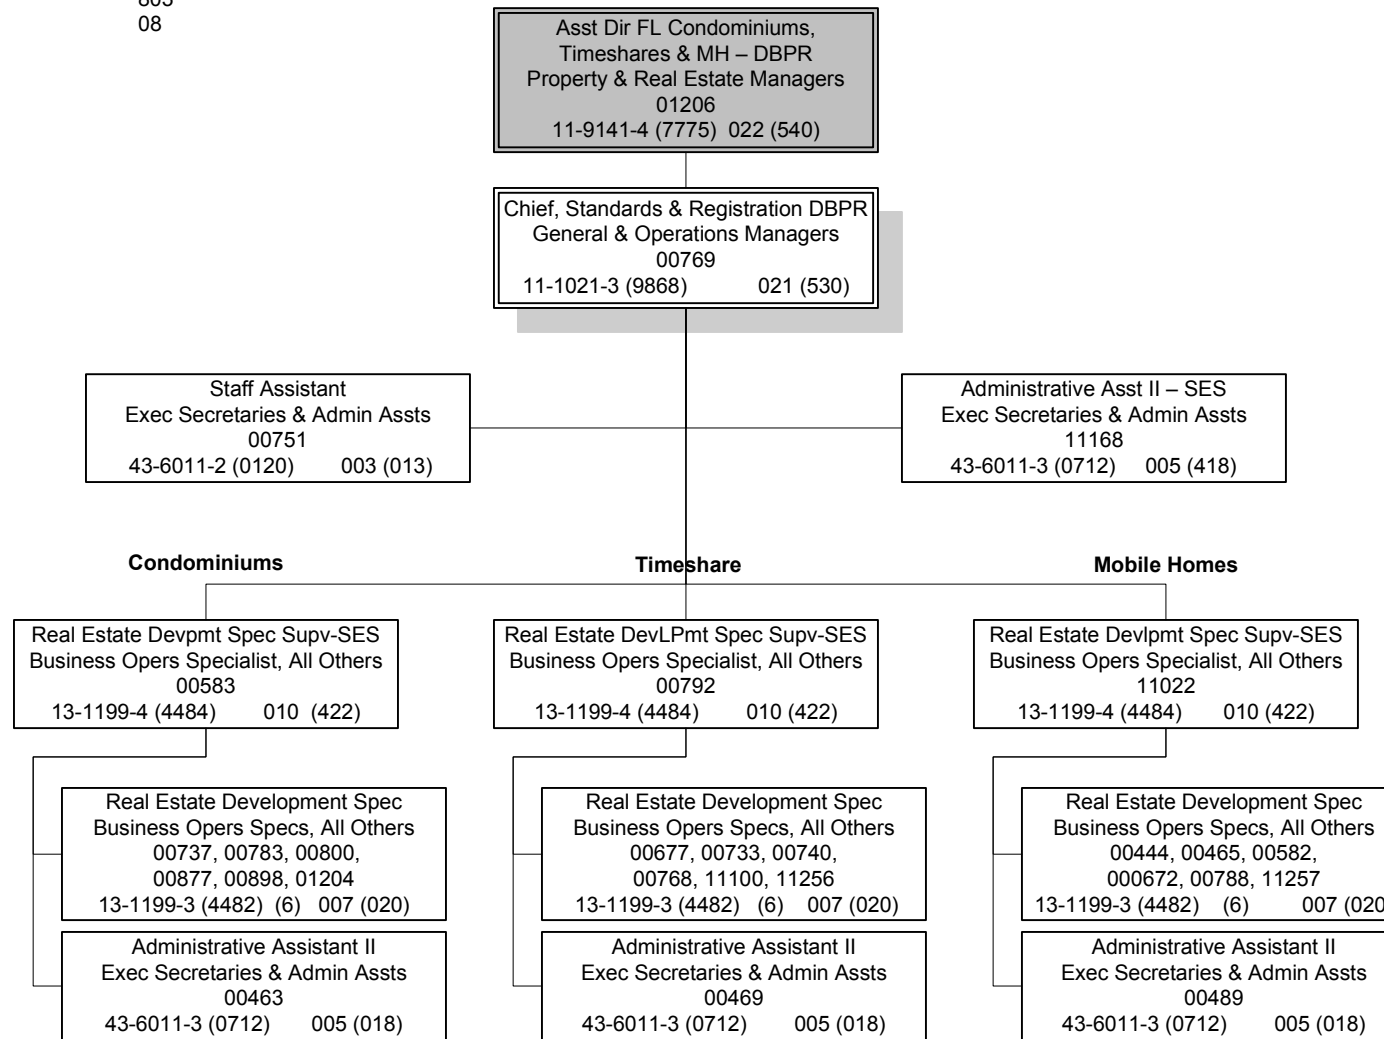 08
Asst Dir FL Condominiums,
Timeshares & MH – DBPR
Property & Real Estate Managers
01206
11-9141-4 (7775) 022 (540)
Chief, Standards & Registration DBPR
General & Operations Managers
00769
11-1021-3 (9868) 021 (530)
Staff Assistant
Exec Secretaries & Admin Assts
00751
43-6011-2 (0120) 003 (013)
Administrative Asst II – SES
Exec Secretaries & Admin Assts
11168
43-6011-3 (0712) 005 (418)
Condominiums
Timeshare
Mobile Homes
Real Estate Devpmt Spec Supv-SES
Business Opers Specialist, All Others
00583
13-1199-4 (4484) 010 (422)
Real Estate DevLPmt Spec Supv-SES
Business Opers Specialist, All Others
00792
13-1199-4 (4484) 010 (422)
Real Estate Devlpmt Spec Supv-SES
Business Opers Specialist, All Others
11022
13-1199-4 (4484) 010 (422)
Real Estate Development Spec
Business Opers Specs, All Others
00737, 00783, 00800,
00877, 00898, 01204
13-1199-3 (4482) (6) 007 (020)
Real Estate Development Spec
Business Opers Specs, All Others
00677, 00733, 00740,
00768, 11100, 11256
13-1199-3 (4482) (6) 007 (020)
Real Estate Development Spec
Business Opers Specs, All Others
00444, 00465, 00582,
000672, 00788, 11257
13-1199-3 (4482) (6) 007 (020
Administrative Assistant II
Exec Secretaries & Admin Assts
00463
43-6011-3 (0712) 005 (018)
Administrative Assistant II
Exec Secretaries & Admin Assts
00469
43-6011-3 (0712) 005 (018)
Administrative Assistant II
Exec Secretaries & Admin Assts
00489
43-6011-3 (0712) 005 (018)